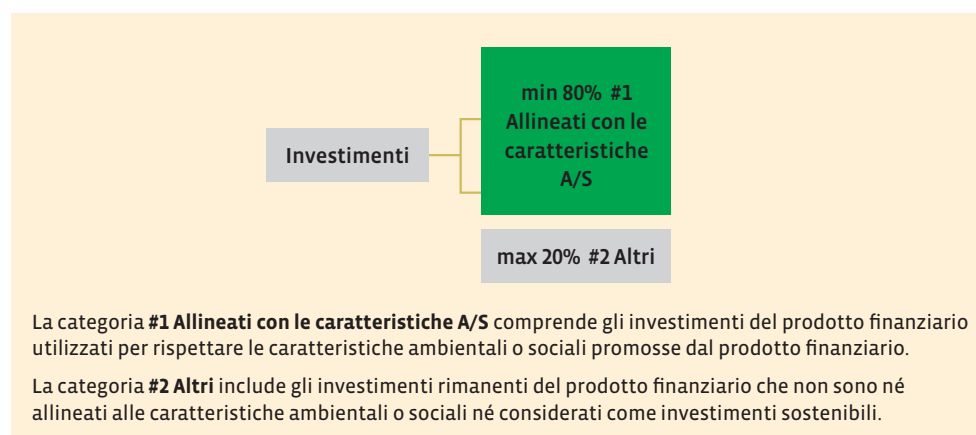 min 80% #1
Allineati con le
caratteristiche
A/S
Investimenti
max 20% #2 Altri
La categoria #1 Allineati con le caratteristiche A/S comprende gli investimenti del prodotto finanziario
utilizzati per rispettare le caratteristiche ambientali o sociali promosse dal prodotto finanziario.
La categoria #2 Altri include gli investimenti rimanenti del prodotto finanziario che non sono né
allineati alle caratteristiche ambientali o sociali né considerati come investimenti sostenibili.